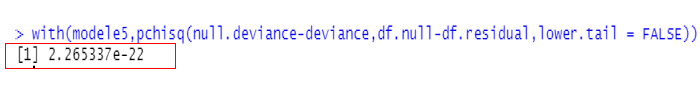 > with(modele5,pchisq(null.deviance-deviance,df.null-df.residual,lower.tail = FALSE))
[1] 2.265337e-22